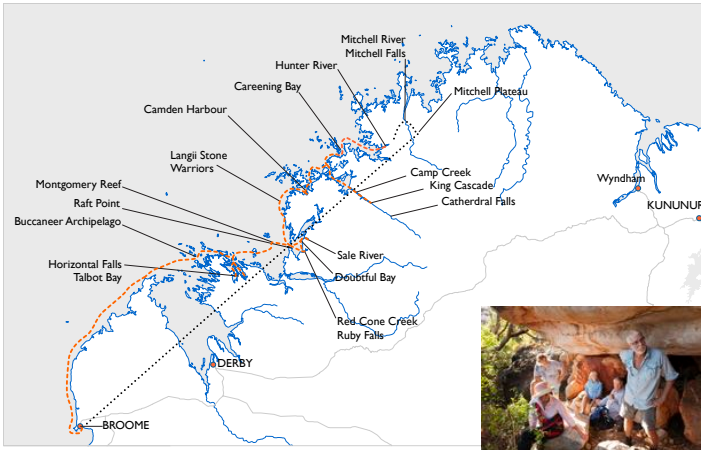 Mitchell River
Mitchell Falls
Hunter River
Careening Bay
Mitchell Plateau
Camden Harbour
Langii Stone
Warriors
Camp Creek
King Cascade
Catherdral Falls
Montgomery Reef
Raft Point
Buccaneer Archipelago
Wyndham
KUNUNUR
Horizontal Falls
Talbot Bay
Sale River
Doubtful Bay
Red Cone Creek
Ruby Falls
DERBY
BROOME